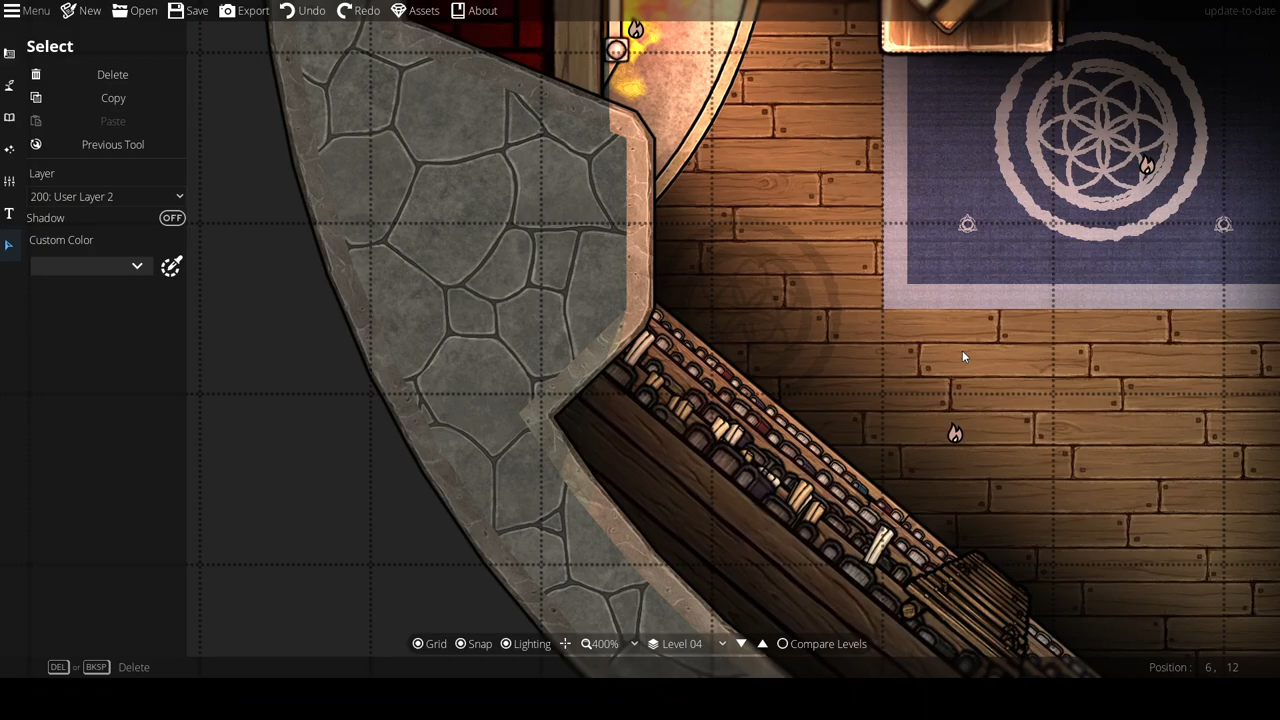 Menu New Open Save Export Undo Redo Assets About update-to-date
Select
Delete
Copy
Paste
Previous Tool
Layer
200: User Layer 2
Shadow OFF
Custom Color
Grid Snap Lighting 400% Level 04 Compare Levels
DEL or BKSP Delete Position : 6 , 12